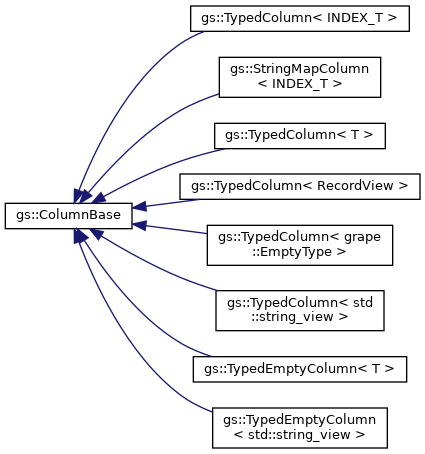 gs::TypedColumn< INDEX_T >
gs::StringMapColumn
< INDEX_T >
gs::TypedColumn< T >
gs::TypedColumn< RecordView >
gs::ColumnBase
gs::TypedColumn< grape
::EmptyType >
gs::TypedColumn< std
::string_view >
gs::TypedEmptyColumn< T >
gs::TypedEmptyColumn
< std::string_view >